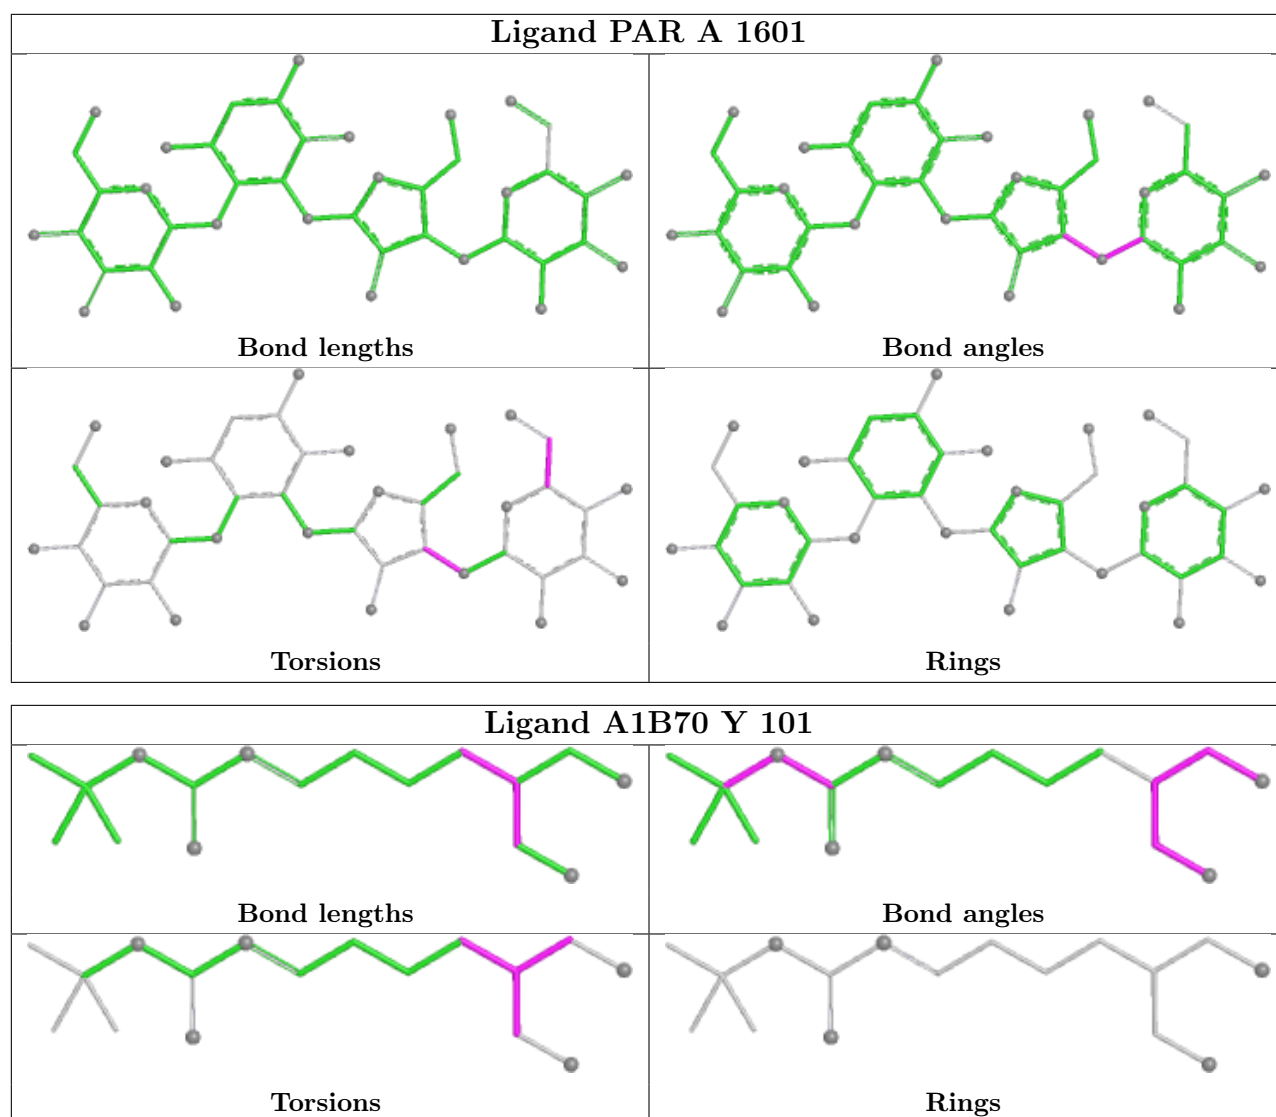 Ligand PAR A 1601
Bond lengths
Bond angles
Torsions
Rings
Ligand A1B70 Y 101
Bond lengths
Bond angles
Torsions
Rings